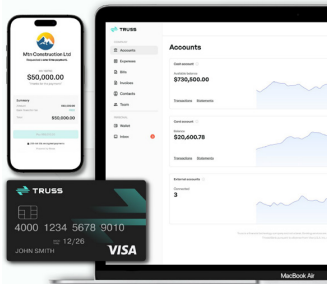 Mtn Construction Ltd
$50,000.00
Currency
$50,000.00
TRUSS
4000 1234 5678 9010
12/26
JOHN SMITH
VISA
TRUSS
Accounts
Expenses
Bills
Invoices
Contacts
Tools
Wallet
Inbox
Accounts
Cash account
Available balance
$730,500.00
Transactions Statements
Card account
Balance
$20,600.78
Transactions Statements
External accounts
Connected
3
MacBook Air